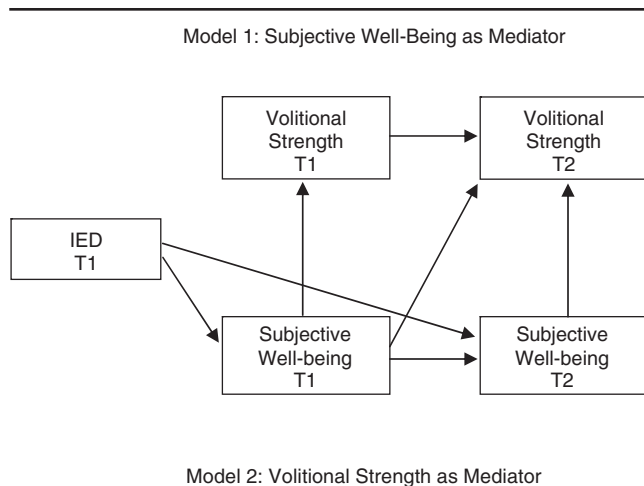 Model 1: Subjective Well-Being as Mediator
Volitional
Strength
T1
Volitional
Strength
T2
IED
T1
Subjective
Well-being
T1
Subjective
Well-being
T2
Model 2: Volitional Strength as Mediator